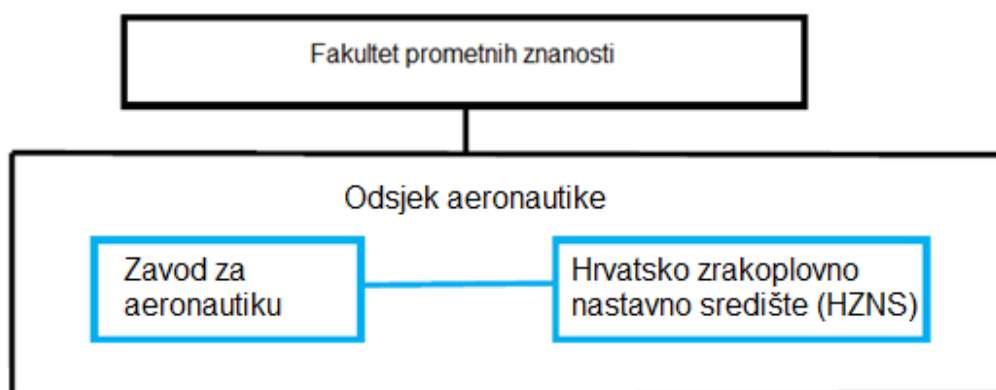 Fakultet prometnih znanosti
Odsjek aeronautike
Zavod za
aeronautiku
Hrvatsko zrakoplovno
nastavno središte (HZNS)